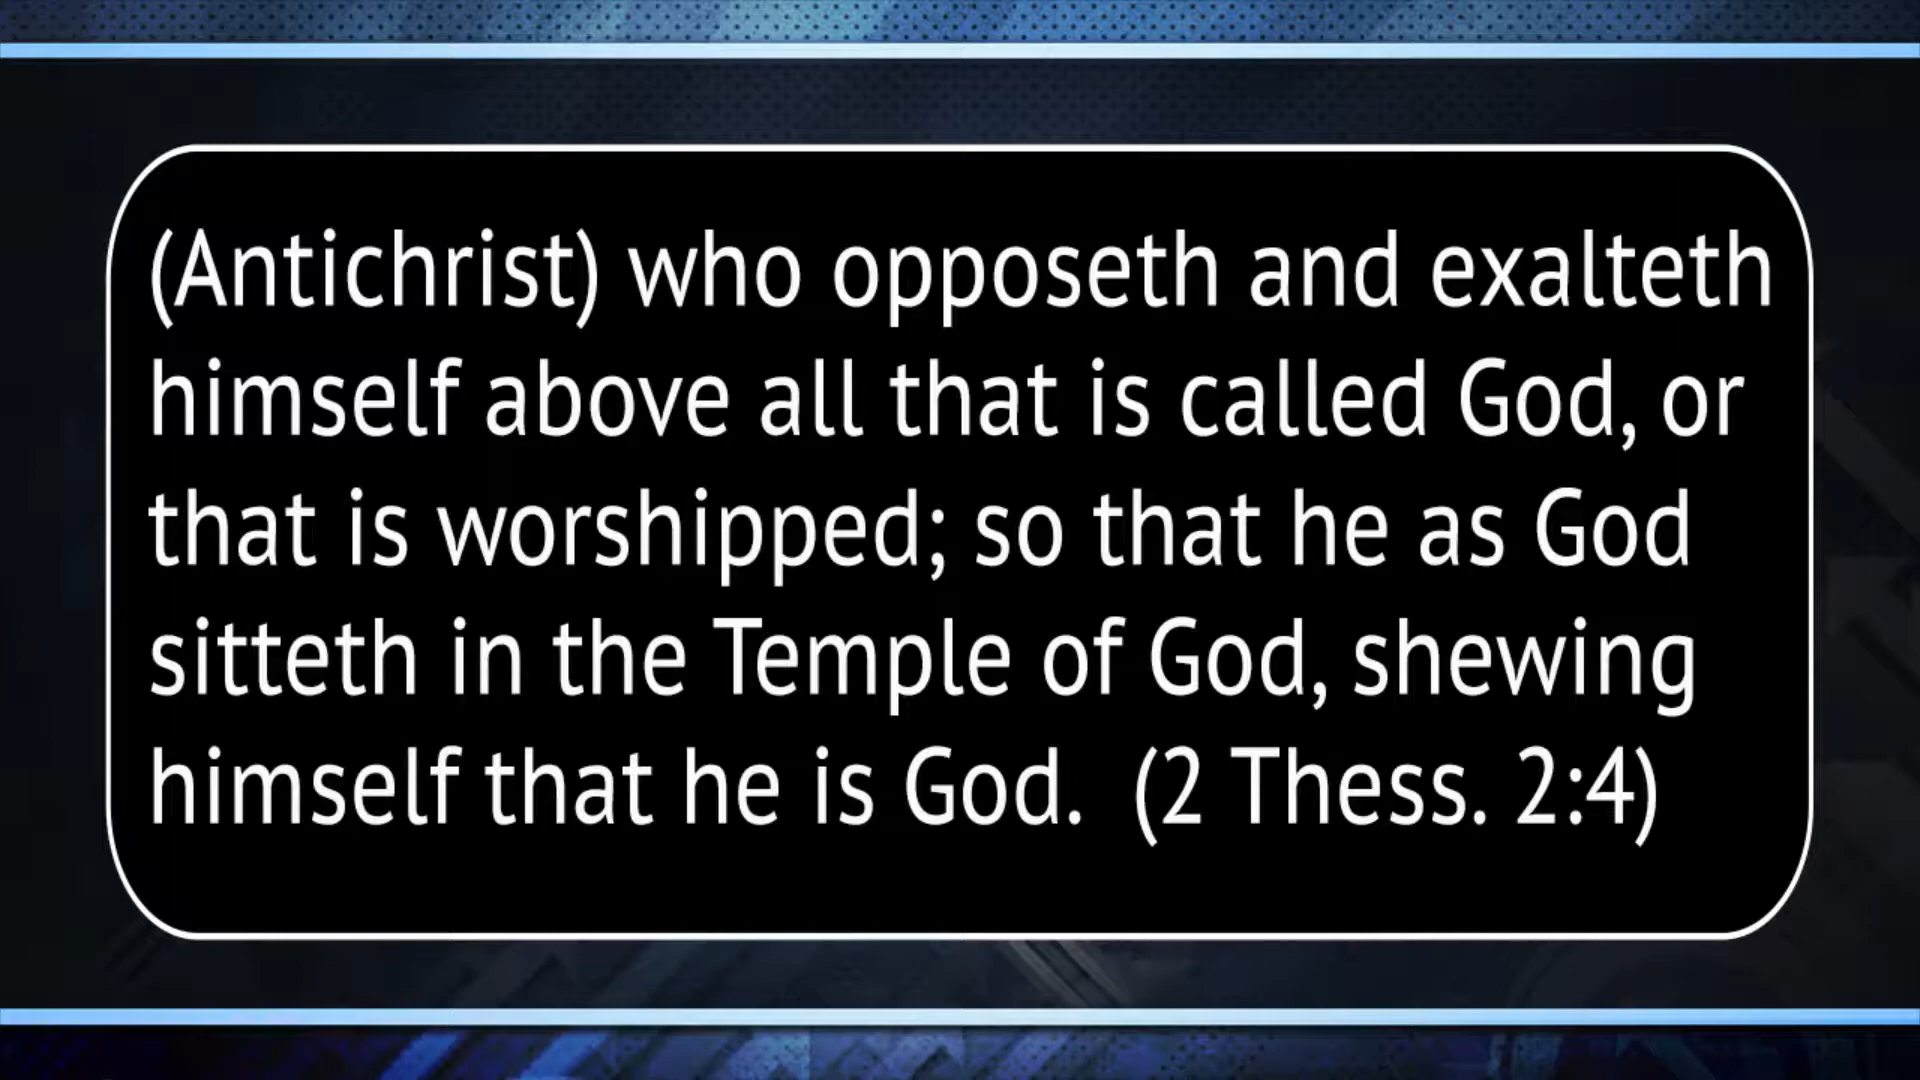 (Antichrist) who opposeth and exalteth
himself above all that is called God, or
that is worshipped; so that he as God
sitteth in the Temple of God, shewing
himself that he is God.  (2 Thess. 2:4)